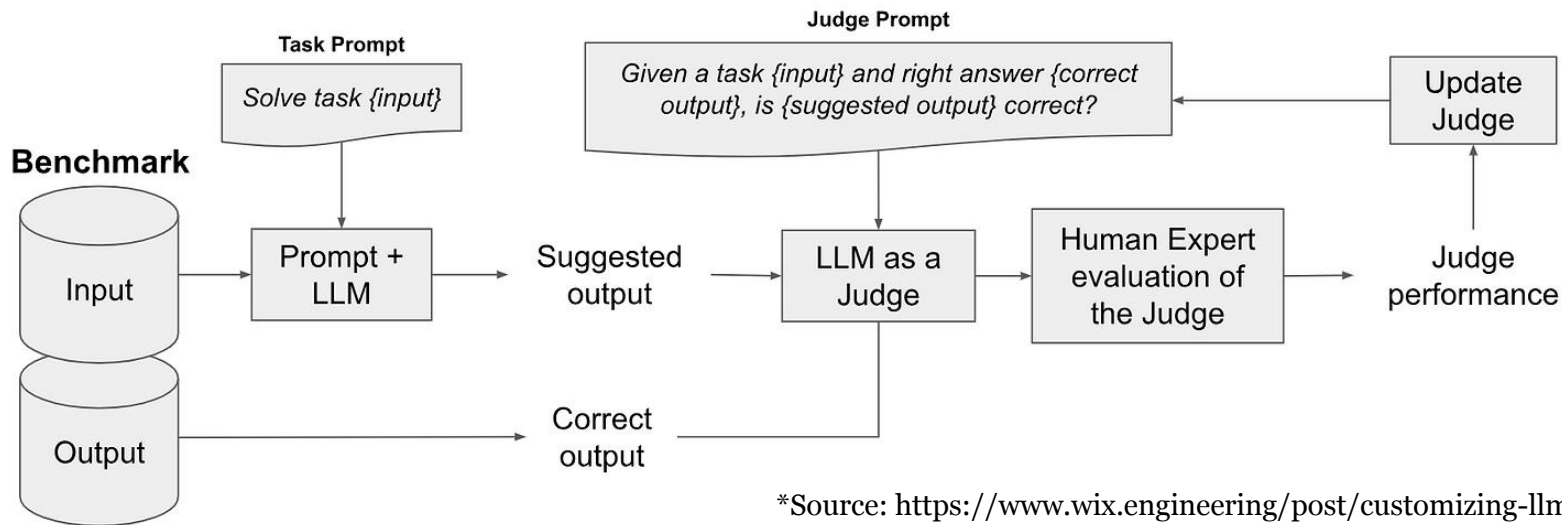 Judge Prompt
Task Prompt
Given a task {input} and right answer {correct
output}, is {suggested output} correct?
Update
Judge
Solve task {input}
Benchmark
Input
Prompt +
LLM
Suggested
output
LLM as a
Judge
Human Expert
evaluation of
the Judge
Judge
performance
Output
Correct
output
*Source: https://www.wix.engineering/post/customizing-llm